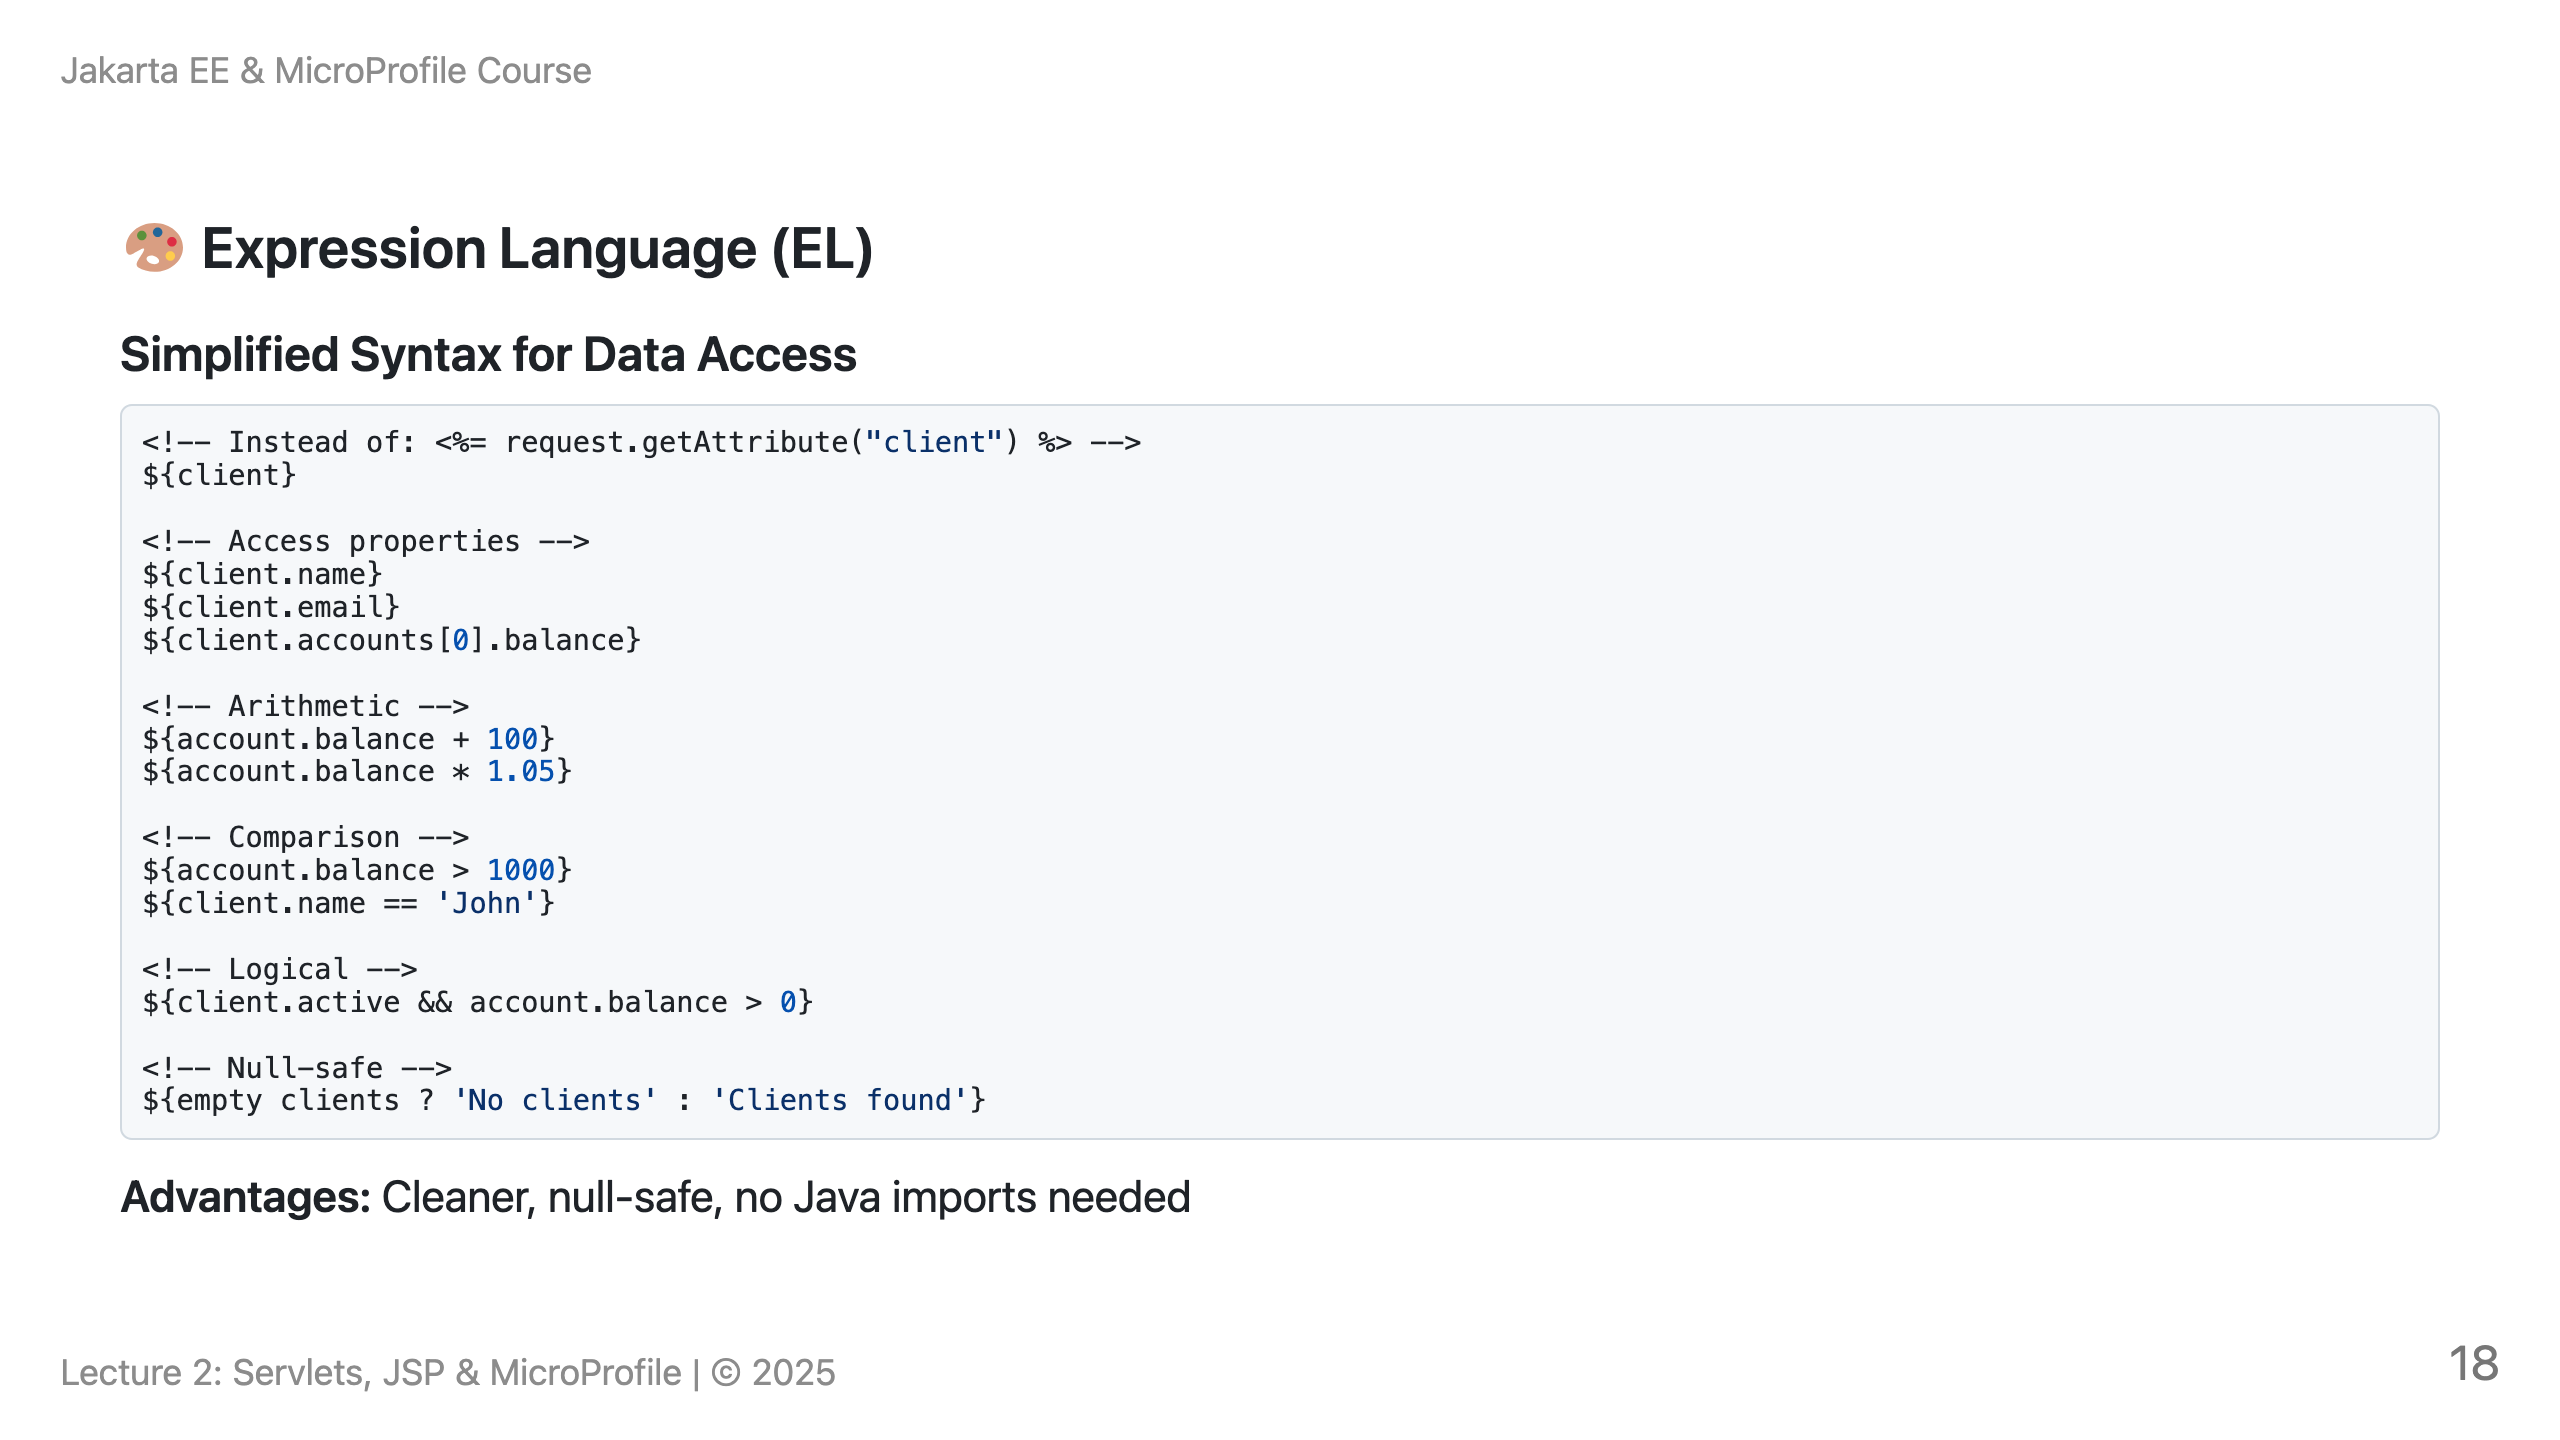 Jakarta EE & MicroProfile Course
Expression Language (EL)
Simplified Syntax for Data Access
<!-- Instead of: <%= request.getAttribute("client") %> -->
${client}
<!-- Access properties -->
${client.name}
${client.email}
${client.accounts[0].balance}
<!-- Arithmetic -->
${account.balance + 100}
${account.balance * 1.05}
<!-- Comparison -->
${account.balance > 1000}
${client.name == 'John'}
<!-- Logical -->
${client.active && account.balance > 0}
<!-- Null-safe -->
${empty clients ? 'No clients' : 'Clients found'}
Advantages: Cleaner, null-safe, no Java imports needed
Lecture 2: Servlets, JSP & MicroProfile | © 2025
18